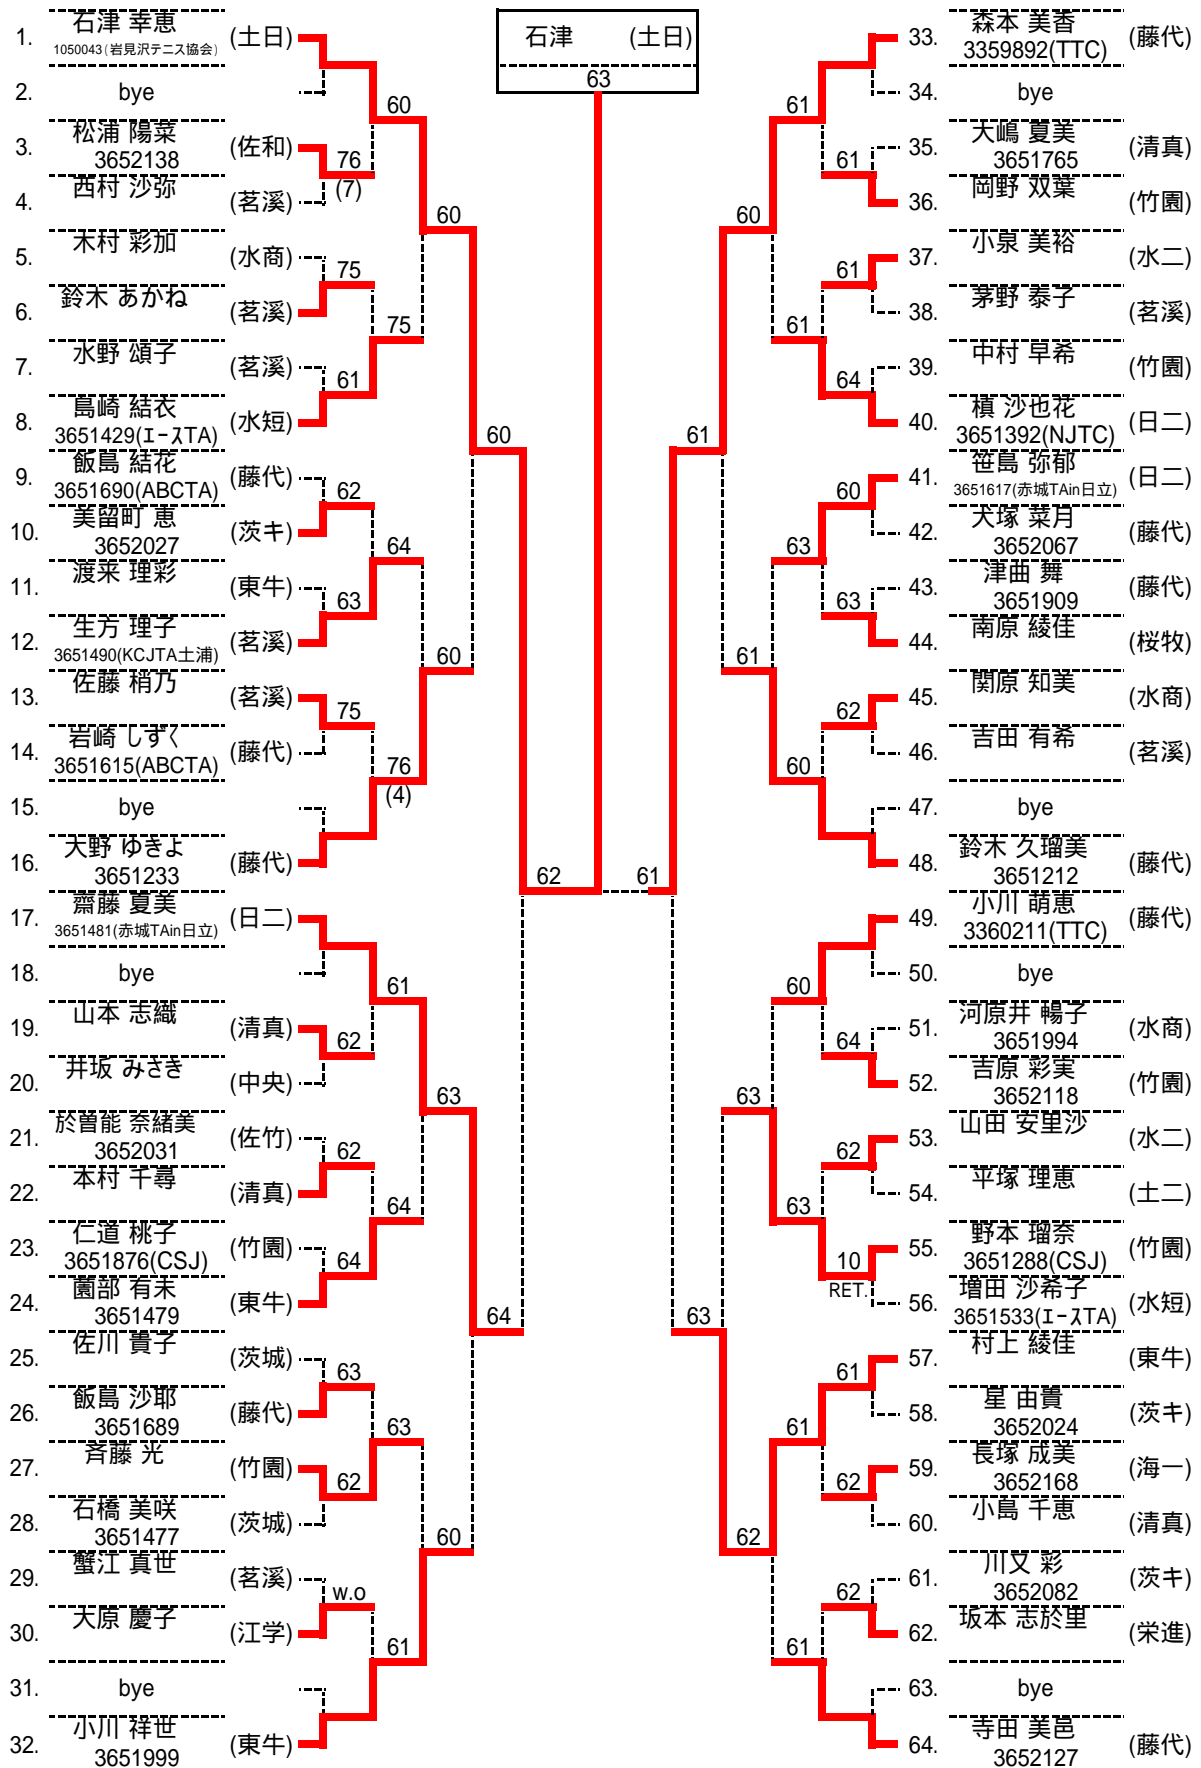 石津 (土日)
63
1. 石津 幸恵 (土日)
1050043(岩見沢テニス協会)
2. bye
60
3. 松浦 陽菜 (佐和)
3652138
76
(7)
4. 西村 沙弥 (茗溪)
60
5. 木村 彩加 (水商)
75
6. 鈴木 あかね (茗溪)
75
7. 水野 頌子 (茗溪)
61
8. 島崎 結衣 (水短)
3651429(エースTA)
60
9. 飯島 結花 (藤代)
3651690(ABCTA)
62
10. 美留町 恵 (茨キ)
3652027
64
11. 渡来 理彩 (東牛)
63
12. 生方 理子 (茗溪)
3651490(KCJTA土浦)
60
13. 佐藤 梢乃 (茗溪)
75
14. 岩崎 しずく (藤代)
3651615(ABCTA)
76
(4)
15. bye
16. 大野 ゆきよ (藤代)
3651233
62
17. 齋藤 夏美 (日二)
3651481(赤城TAin日立)
18. bye
61
19. 山本 志織 (清真)
62
20. 井坂 みさき (中央)
63
21. 於曽能 奈緒美 (佐竹)
3652031
62
22. 本村 千尋 (清真)
64
23. 仁道 桃子 (竹園)
3651876(CSJ)
64
24. 薗部 有未 (東牛)
3651479
64
25. 佐川 貴子 (茨城)
63
26. 飯島 沙耶 (藤代)
3651689
63
27. 斉藤 光 (竹園)
62
28. 石橋 美咲 (茨城)
3651477
60
29. 蟹江 真世 (茗溪)
w.o
30. 大原 慶子 (江学)
61
31. bye
32. 小川 祥世 (東牛)
3651999
33. 森本 美香 (藤代)
3359892(TTC)
34. bye
61
35. 大嶋 夏美 (清真)
3651765
61
36. 岡野 双葉 (竹園)
60
37. 小泉 美裕 (水二)
61
38. 茅野 泰子 (茗溪)
61
39. 中村 早希 (竹園)
64
40. 槙 沙也花 (日二)
3651392(NJTC)
61
41. 笹島 弥郁 (日二)
3651617(赤城TAin日立)
60
42. 犬塚 菜月 (藤代)
3652067
63
43. 津曲 舞 (藤代)
3651909
63
44. 南原 綾佳 (桜牧)
61
45. 関原 知美 (水商)
62
46. 吉田 有希 (茗溪)
60
47. bye
48. 鈴木 久瑠美 (藤代)
3651212
61
49. 小川 萌恵 (藤代)
3360211(TTC)
50. bye
60
51. 河原井 暢子 (水商)
3651994
64
52. 吉原 彩実 (竹園)
3652118
63
53. 山田 安里沙 (水二)
62
54. 平塚 理恵 (土二)
63
55. 野本 瑠奈 (竹園)
3651288(CSJ)
10
RET.
56. 増田 沙希子 (水短)
3651533(エースTA)
63
57. 村上 綾佳 (東牛)
61
58. 星 由貴 (茨キ)
3652024
61
59. 長塚 成美 (海一)
3652168
62
60. 小島 千恵 (清真)
62
61. 川又 彩 (茨キ)
3652082
62
62. 坂本 志於里 (栄進)
61
63. bye
64. 寺田 美邑 (藤代)
3652127